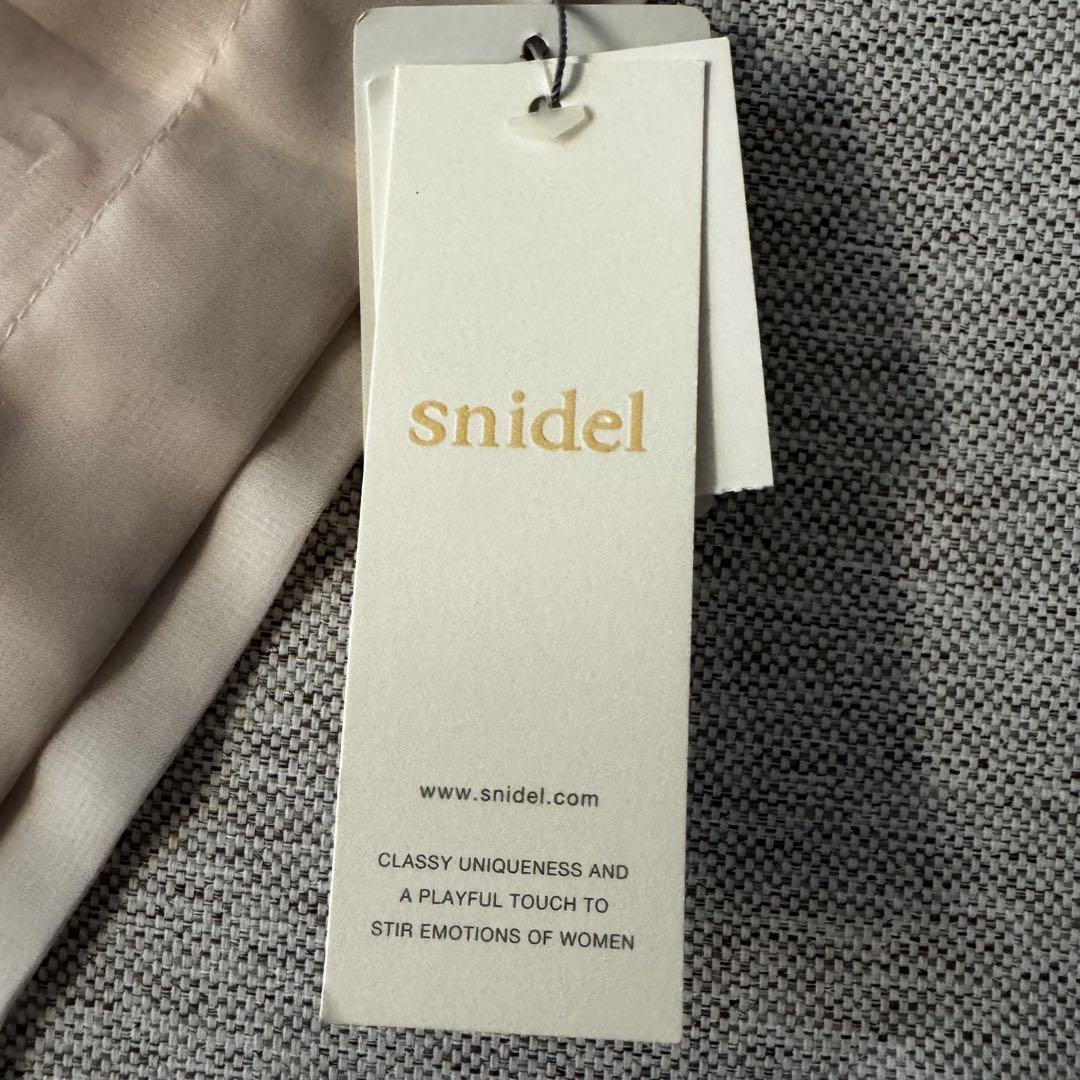 snidel
www.snidel.com
CLASSY UNIQUENESS AND
A PLAYFUL TOUCH TO
STIR EMOTIONS OF WOMEN